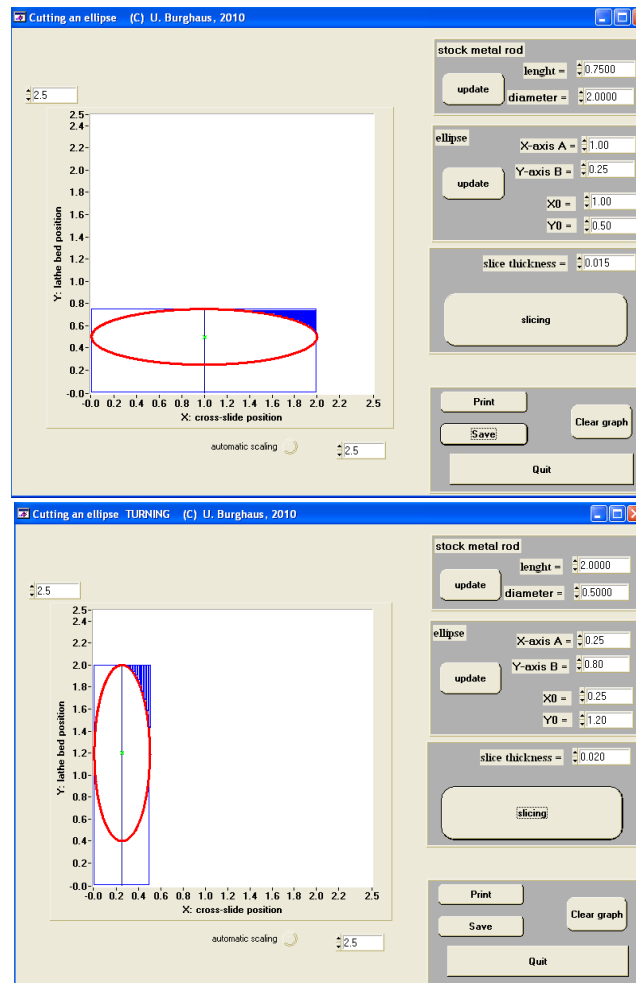 Cutting an ellipse (C) U. Burghaus, 2010
stock metal rod
lenght = 0.7500
update
diameter = 2.0000
ellipse
X-axis A = 1.00
Y-axis B = 0.25
update
X0 = 1.00
Y0 = 0.50
slice thickness = 0.015
slicing
Print
Save
Clear graph
Quit
2.5
2.5-
2.4-
2.2-
2.0-
1.8-
1.6-
1.4-
1.2-
1.0-
0.8-
0.6-
0.4-
0.2-
-0.0-
Y: lathe bed position
-0.0 0.2 0.4 0.6 0.8 1.0 1.2 1.4 1.6 1.8 2.0 2.2 2.5
X: cross-slide position
automatic scaling
2.5
Cutting an ellipse TURNING (C) U. Burghaus, 2010
stock metal rod
lenght = 2.0000
update
diameter = 0.5000
ellipse
X-axis A = 0.25
Y-axis B = 0.80
update
X0 = 0.25
Y0 = 1.20
slice thickness = 0.020
slicing
Print
Save
Clear graph
Quit
2.5
2.5-
2.4-
2.2-
2.0-
1.8-
1.6-
1.4-
1.2-
1.0-
0.8-
0.6-
0.4-
0.2-
-0.0-
Y: lathe bed position
-0.0 0.2 0.4 0.6 0.8 1.0 1.2 1.4 1.6 1.8 2.0 2.2 2.5
X: cross-slide position
automatic scaling
2.5